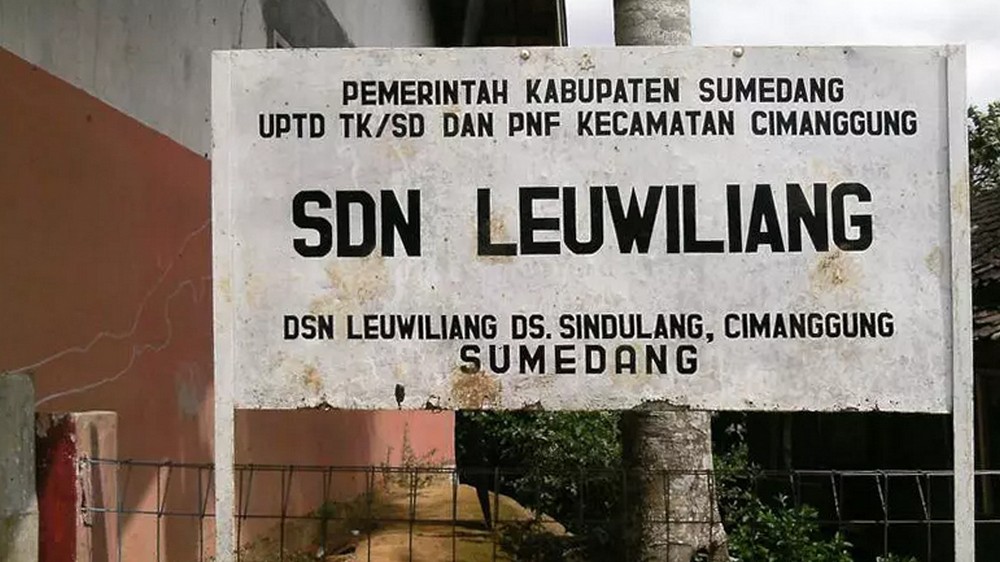 PEMERINTAH KABUPATEN SUMEDANG
UPTD TK/SD DAN PNF KECAMATAN CIMANGGUNG
SDN LEUWILIANG
DSN LEUWILIANG DS. SINDULANG, CIMANGGUNG
SUMEDANG